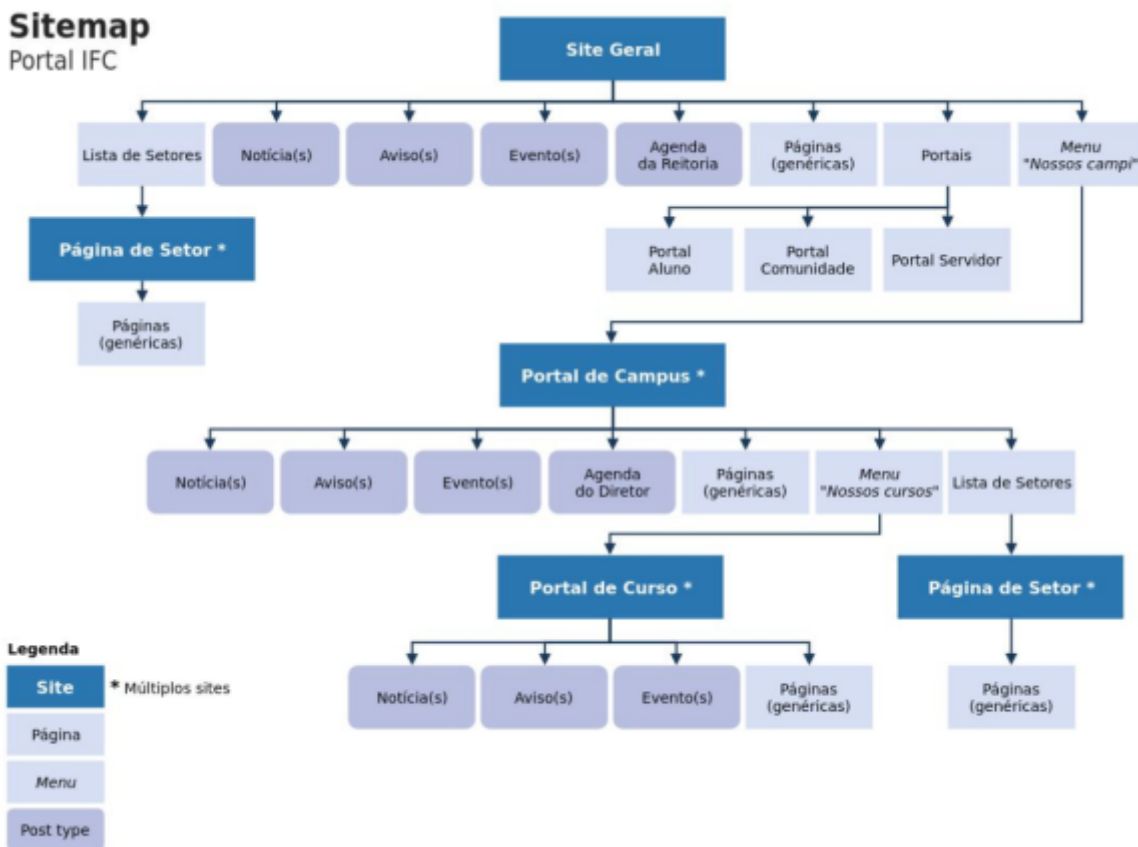 Sitemap
Portal IFC
Site Geral
Lista de Setores
Notícia(s)
Aviso(s)
Evento(s)
Agenda
da Reitoria
Páginas
(genéricas)
Portais
Menu
"Nossos campi"
Página de Setor *
Páginas
(genéricas)
Portal
Aluno
Portal
Comunidade
Portal Servidor
Portal de Campus *
Notícia(s)
Aviso(s)
Evento(s)
Agenda
do Diretor
Páginas
(genéricas)
Menu
"Nossos cursos"
Lista de Setores
Portal de Curso *
Página de Setor *
Notícia(s)
Aviso(s)
Evento(s)
Páginas
(genéricas)
Páginas
(genéricas)
Legenda
Site
* Múltiplos sites
Página
Menu
Post type